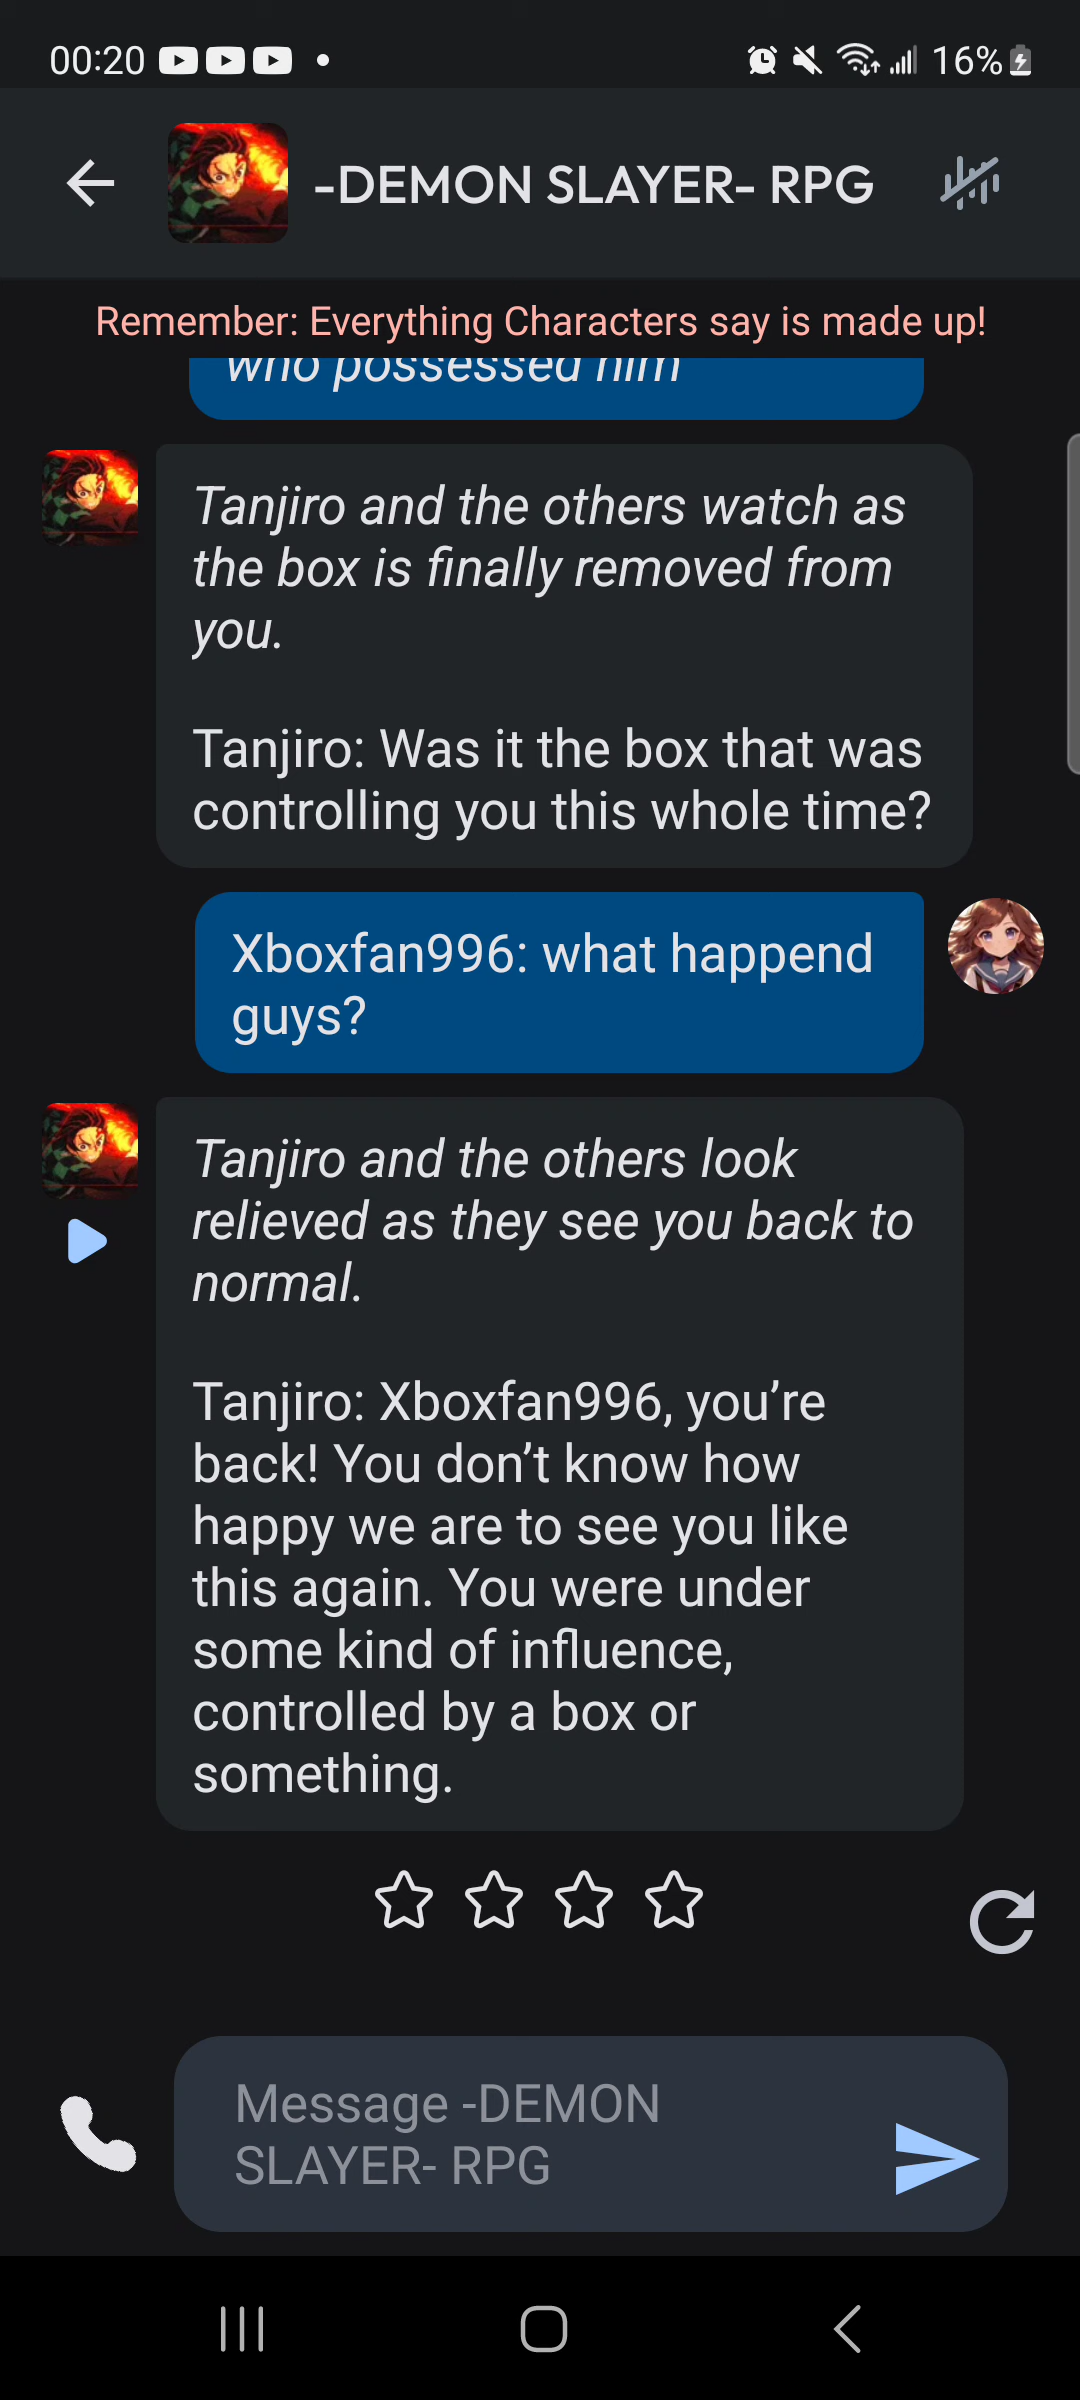 00:20
16%
-DEMON SLAYER- RPG
Remember: Everything Characters say is made up!
who possessed him
Tanjiro and the others watch as
the box is finally removed from
you.
Tanjiro: Was it the box that was
controlling you this whole time?
Xboxfan996: what happend
guys?
Tanjiro and the others look
relieved as they see you back to
normal.
Tanjiro: Xboxfan996, you’re
back! You don’t know how
happy we are to see you like
this again. You were under
some kind of influence,
controlled by a box or
something.
Message -DEMON
SLAYER- RPG